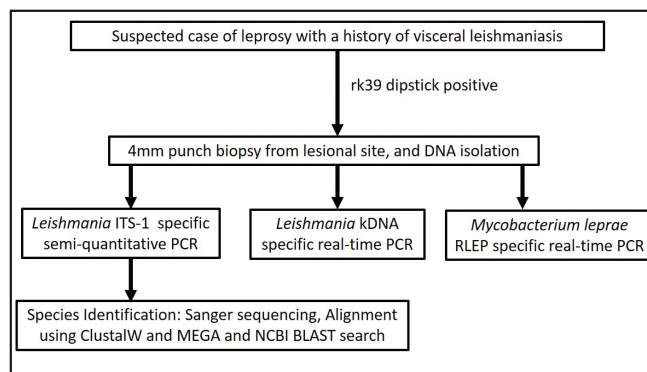 Suspected case of leprosy with a history of visceral leishmaniasis
rk39 dipstick positive
4mm punch biopsy from lesional site, and DNA isolation
Leishmania ITS-1 specific
semi-quantitative PCR
Leishmania kDNA
specific real-time PCR
Mycobacterium leprae
RLEP specific real-time PCR
Species Identification: Sanger sequencing, Alignment
using ClustalW and MEGA and NCBI BLAST search